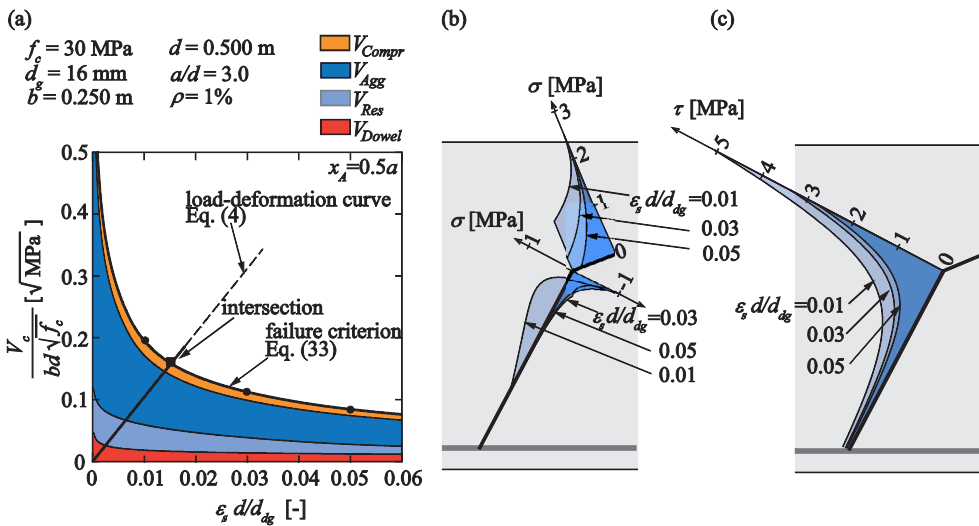 (a)
f_c = 30 MPa d = 0.500 m
d_g = 16 mm a/d = 3.0
b = 0.250 m ρ = 1%
V_Compr
V_Agg
V_Res
V_Dowel
x_A=0.5a
load-deformation curve
Eq. (4)
intersection
failure criterion
Eq. (33)
V_c / bd√f_c [√MPa]
0.5
0.4
0.3
0.2
0.1
0
0 0.01 0.02 0.03 0.04 0.05 0.06
ε_s d/d_dg [-]
(b)
σ [MPa]
-3
-2
-1
0
ε_s d/d_dg=0.01
0.03
0.05
σ [MPa]
1
-1
ε_s d/d_dg=0.03
0.05
0.01
(c)
τ [MPa]
5
4
3
2
1
0
ε_s d/d_dg=0.01
0.03
0.05